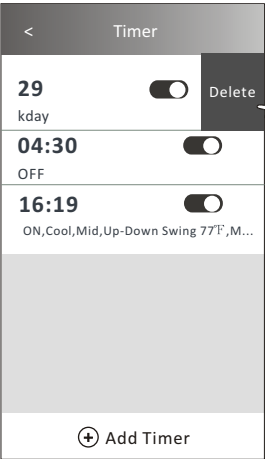 < Timer
29
Delete
kday
04:30
OFF
16:19
ON,Cool,Mid,Up-Down Swing 77℉,M...
Add Timer